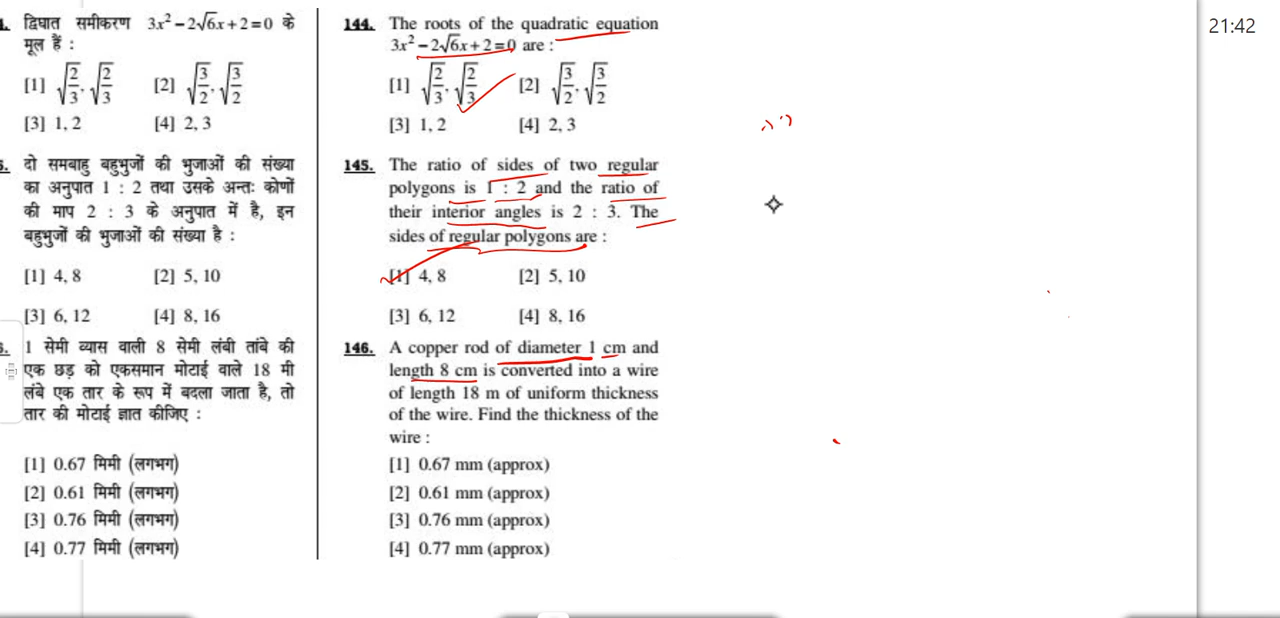 द्विघात समीकरण 3x² – 2√6x + 2 = 0 के
मूल हैं :
[1] √(2/3), √(2/3) [2] √(3/2), √(3/2)
[3] 1, 2 [4] 2, 3
दो समबाहु बहुभुजों की भुजाओं की संख्या
का अनुपात 1 : 2 तथा उसके अन्तः कोणों
की माप 2 : 3 के अनुपात में है, इन
बहुभुजों की भुजाओं की संख्या है :
[1] 4, 8 [2] 5, 10
[3] 6, 12 [4] 8, 16
1 सेमी व्यास वाली 8 सेमी लंबी तांबे की
एक छड़ को एकसमान मोटाई वाले 18 मी
लंबे एक तार के रूप में बदला जाता है, तो
तार की मोटाई ज्ञात कीजिए :
[1] 0.67 मिमी (लगभग)
[2] 0.61 मिमी (लगभग)
[3] 0.76 मिमी (लगभग)
[4] 0.77 मिमी (लगभग)
144. The roots of the quadratic equation
3x² – 2√6x + 2 = 0 are :
[1] √(2/3), √(2/3) [2] √(3/2), √(3/2)
[3] 1, 2 [4] 2, 3
145. The ratio of sides of two regular
polygons is 1 : 2 and the ratio of
their interior angles is 2 : 3. The
sides of regular polygons are :
[1] 4, 8 [2] 5, 10
[3] 6, 12 [4] 8, 16
146. A copper rod of diameter 1 cm and
length 8 cm is converted into a wire
of length 18 m of uniform thickness
of the wire. Find the thickness of the
wire :
[1] 0.67 mm (approx)
[2] 0.61 mm (approx)
[3] 0.76 mm (approx)
[4] 0.77 mm (approx)
21:42